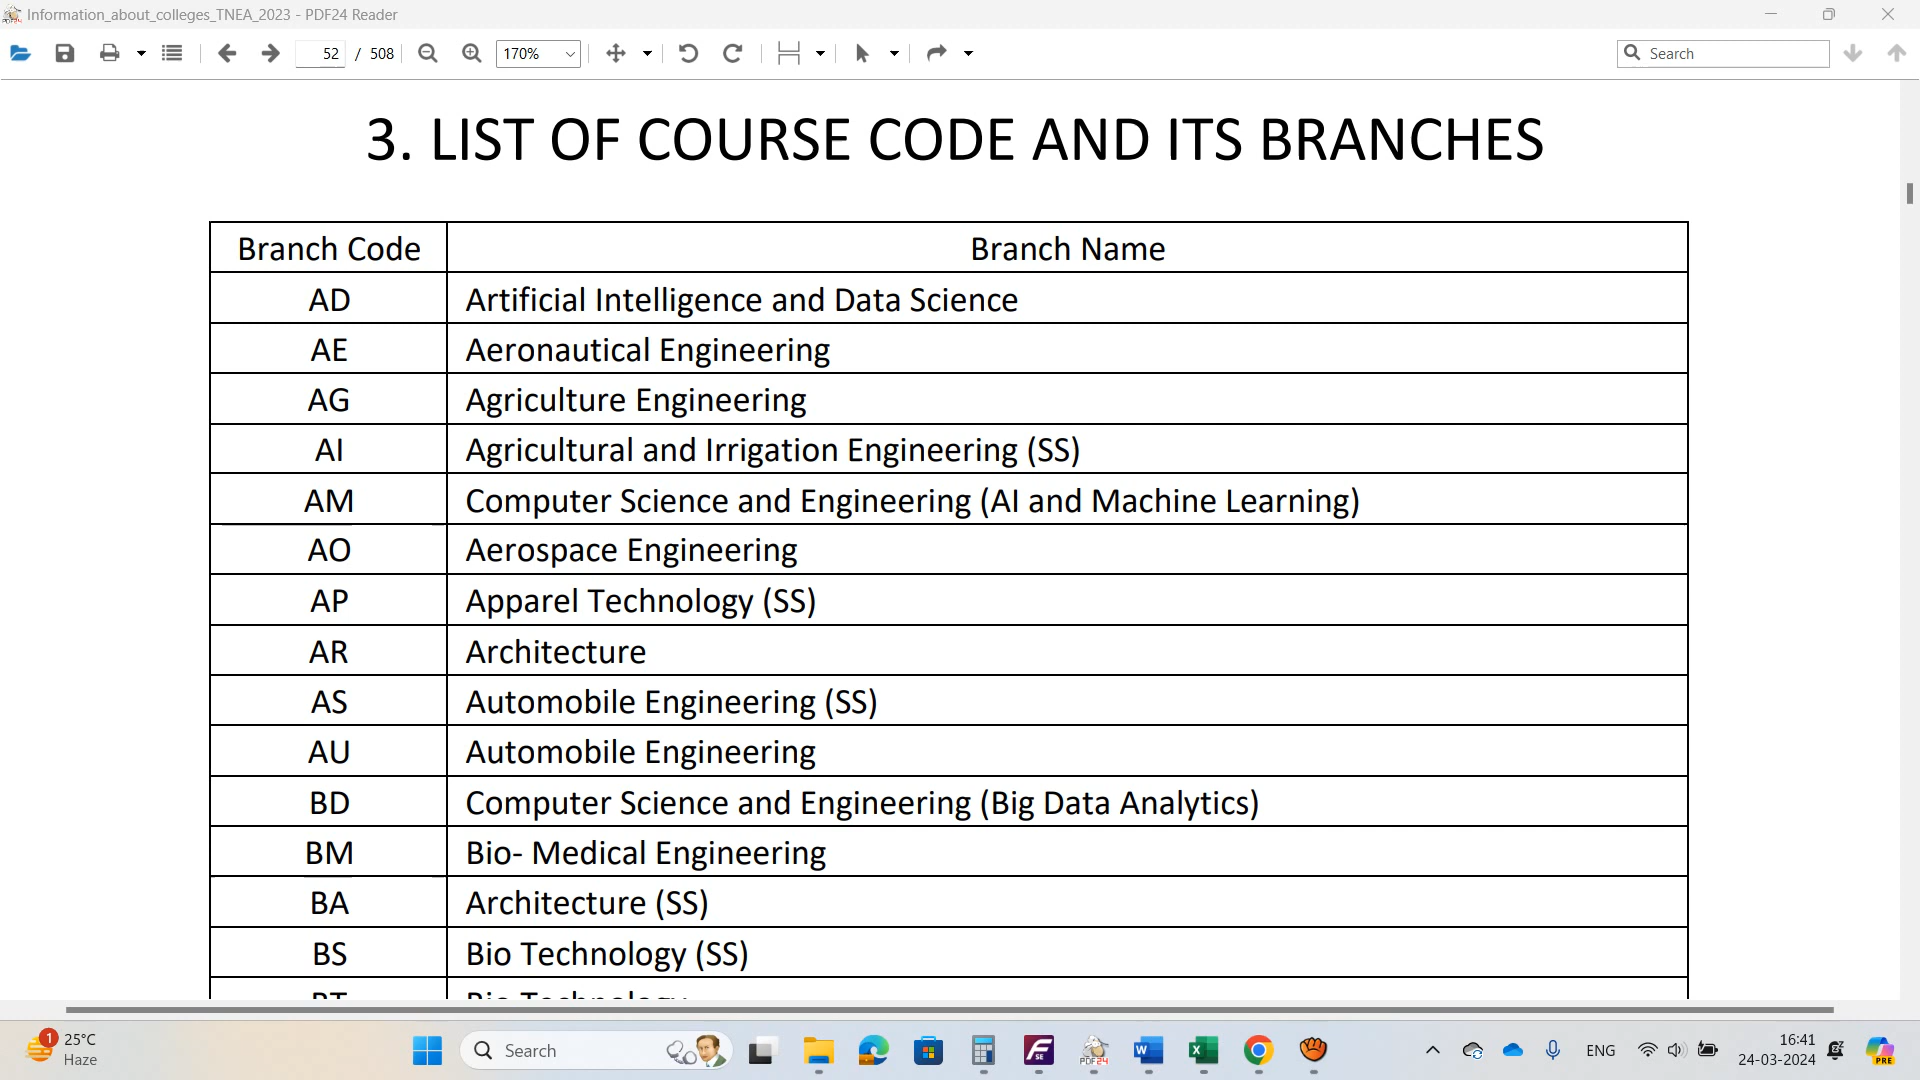 Information_about_colleges_TNEA_2023 - PDF24 Reader
52 / 508 170% Search
3. LIST OF COURSE CODE AND ITS BRANCHES
Branch Code Branch Name
AD Artificial Intelligence and Data Science
AE Aeronautical Engineering
AG Agriculture Engineering
AI Agricultural and Irrigation Engineering (SS)
AM Computer Science and Engineering (AI and Machine Learning)
AO Aerospace Engineering
AP Apparel Technology (SS)
AR Architecture
AS Automobile Engineering (SS)
AU Automobile Engineering
BD Computer Science and Engineering (Big Data Analytics)
BM Bio- Medical Engineering
BA Architecture (SS)
BS Bio Technology (SS)
1 25°C
Haze
Search
ENG
16:41
24-03-2024
PRE